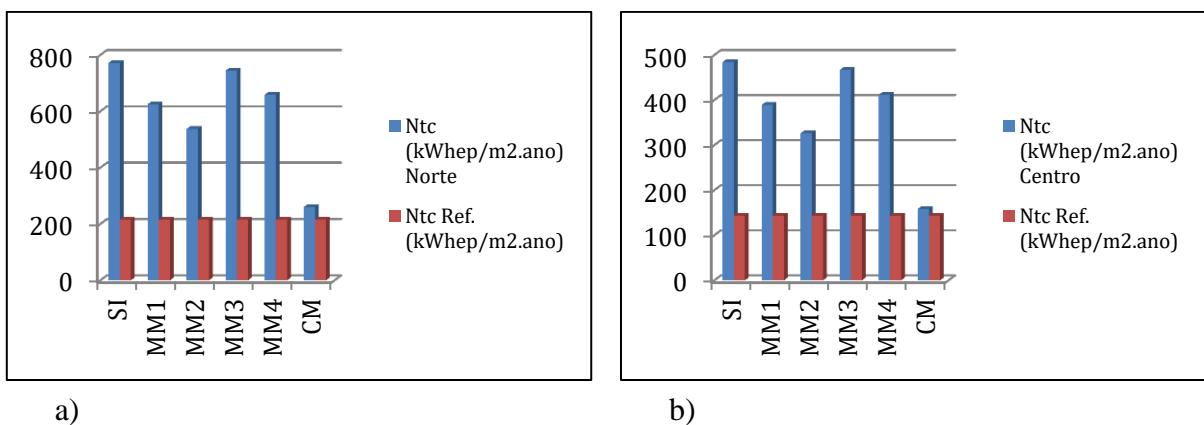 800
600
400
200
0
SI
MM1
MM2
MM3
MM4
CM
Ntc
(kWhep/m2.ano)
Norte
Ntc Ref.
(kWhep/m2.ano)
a)
500
400
300
200
100
0
SI
MM1
MM2
MM3
MM4
CM
Ntc
(kWhep/m2.ano)
Centro
Ntc Ref.
(kWhep/m2.ano)
b)